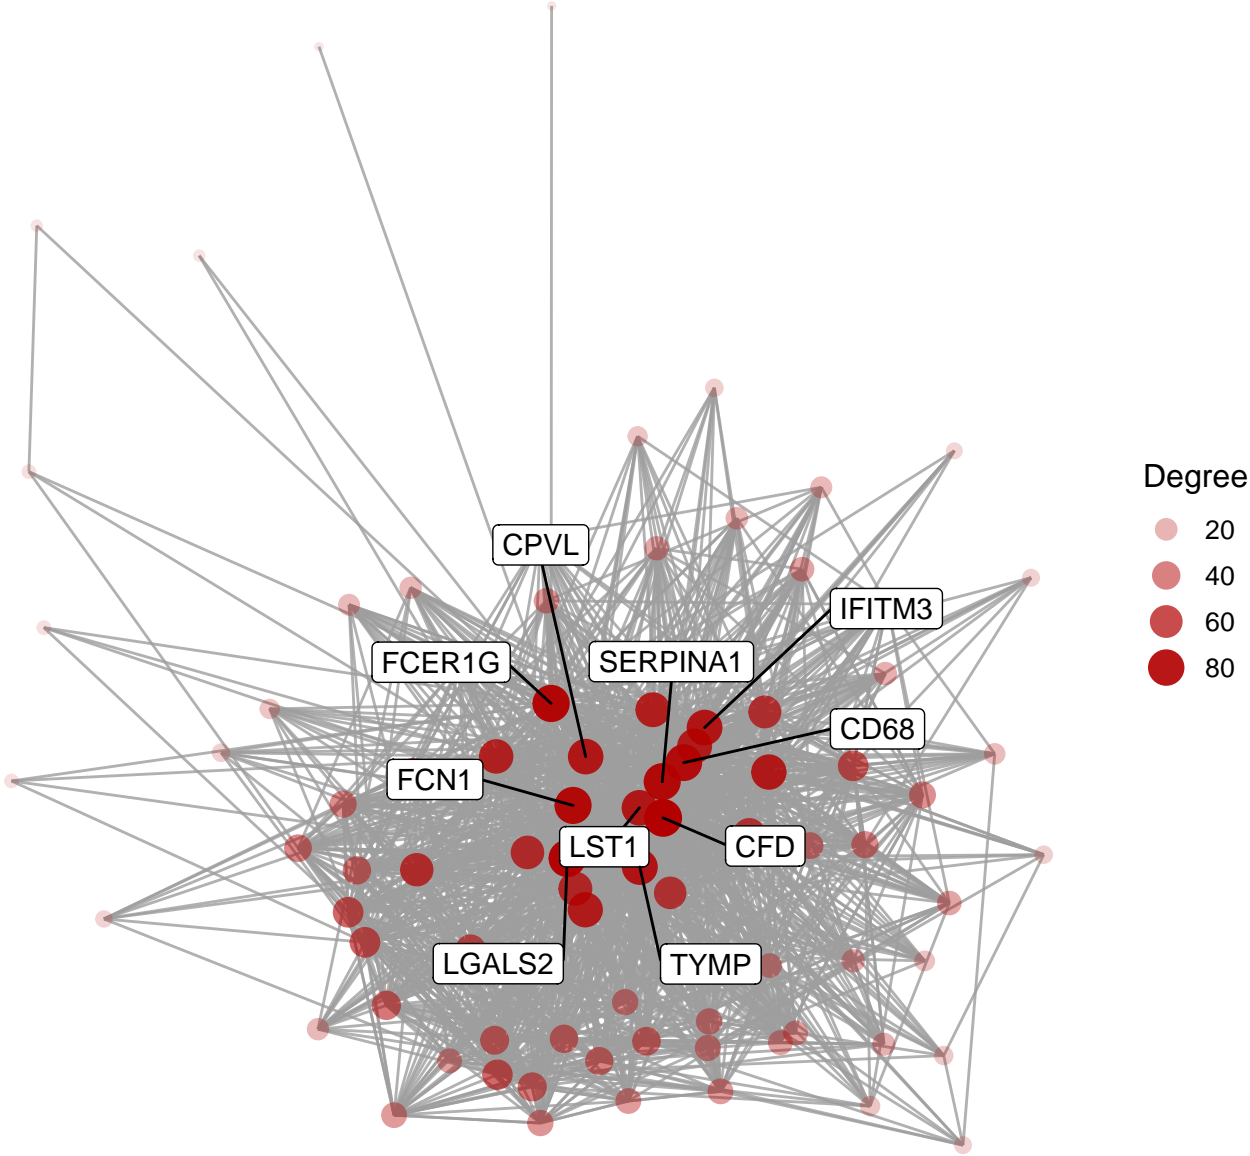 CPVL
IFITM3
FCER1G
SERPINA1
CD68
FCN1
LST1
CFD
LGALS2
TYMP
Degree
20
40
60
80